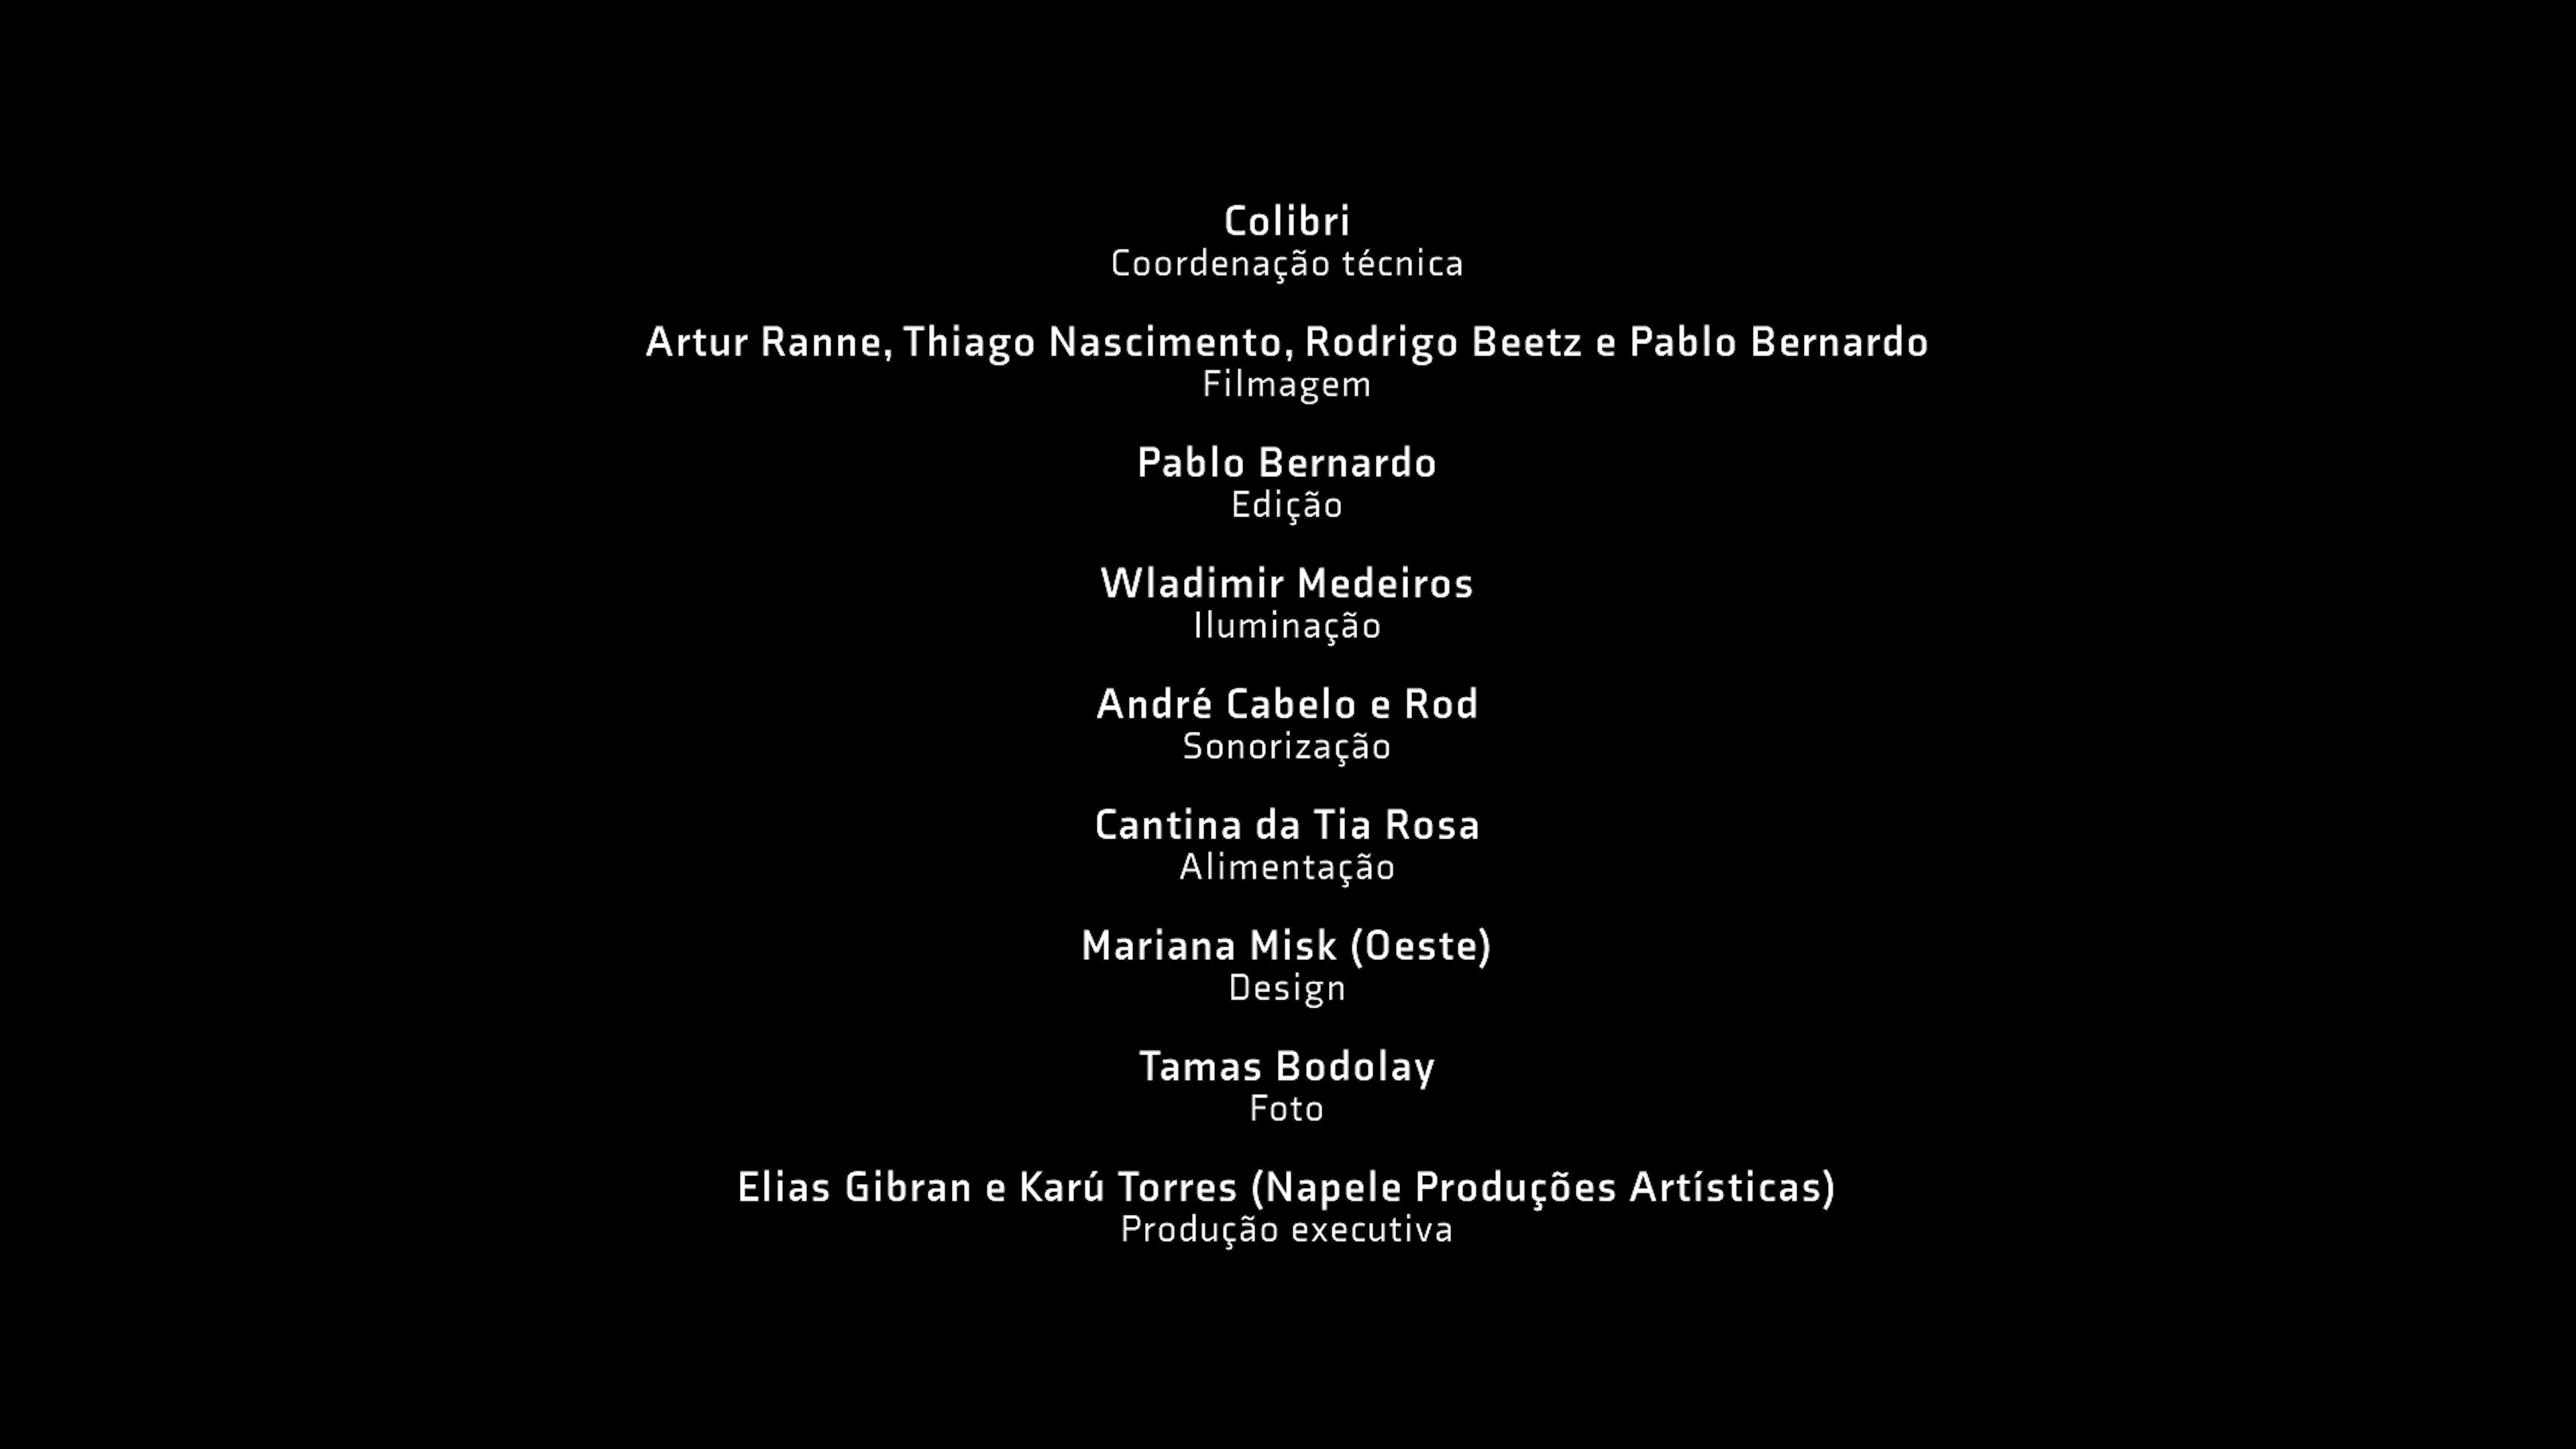 Colibri
Coordenação técnica
Artur Ranne, Thiago Nascimento, Rodrigo Beetz e Pablo Bernardo
Filmagem
Pablo Bernardo
Edição
Wladimir Medeiros
Iluminação
André Cabelo e Rod
Sonorização
Cantina da Tia Rosa
Alimentação
Mariana Misk (Oeste)
Design
Tamas Bodolay
Foto
Elias Gibran e Karú Torres (Napele Produções Artísticas)
Produção executiva